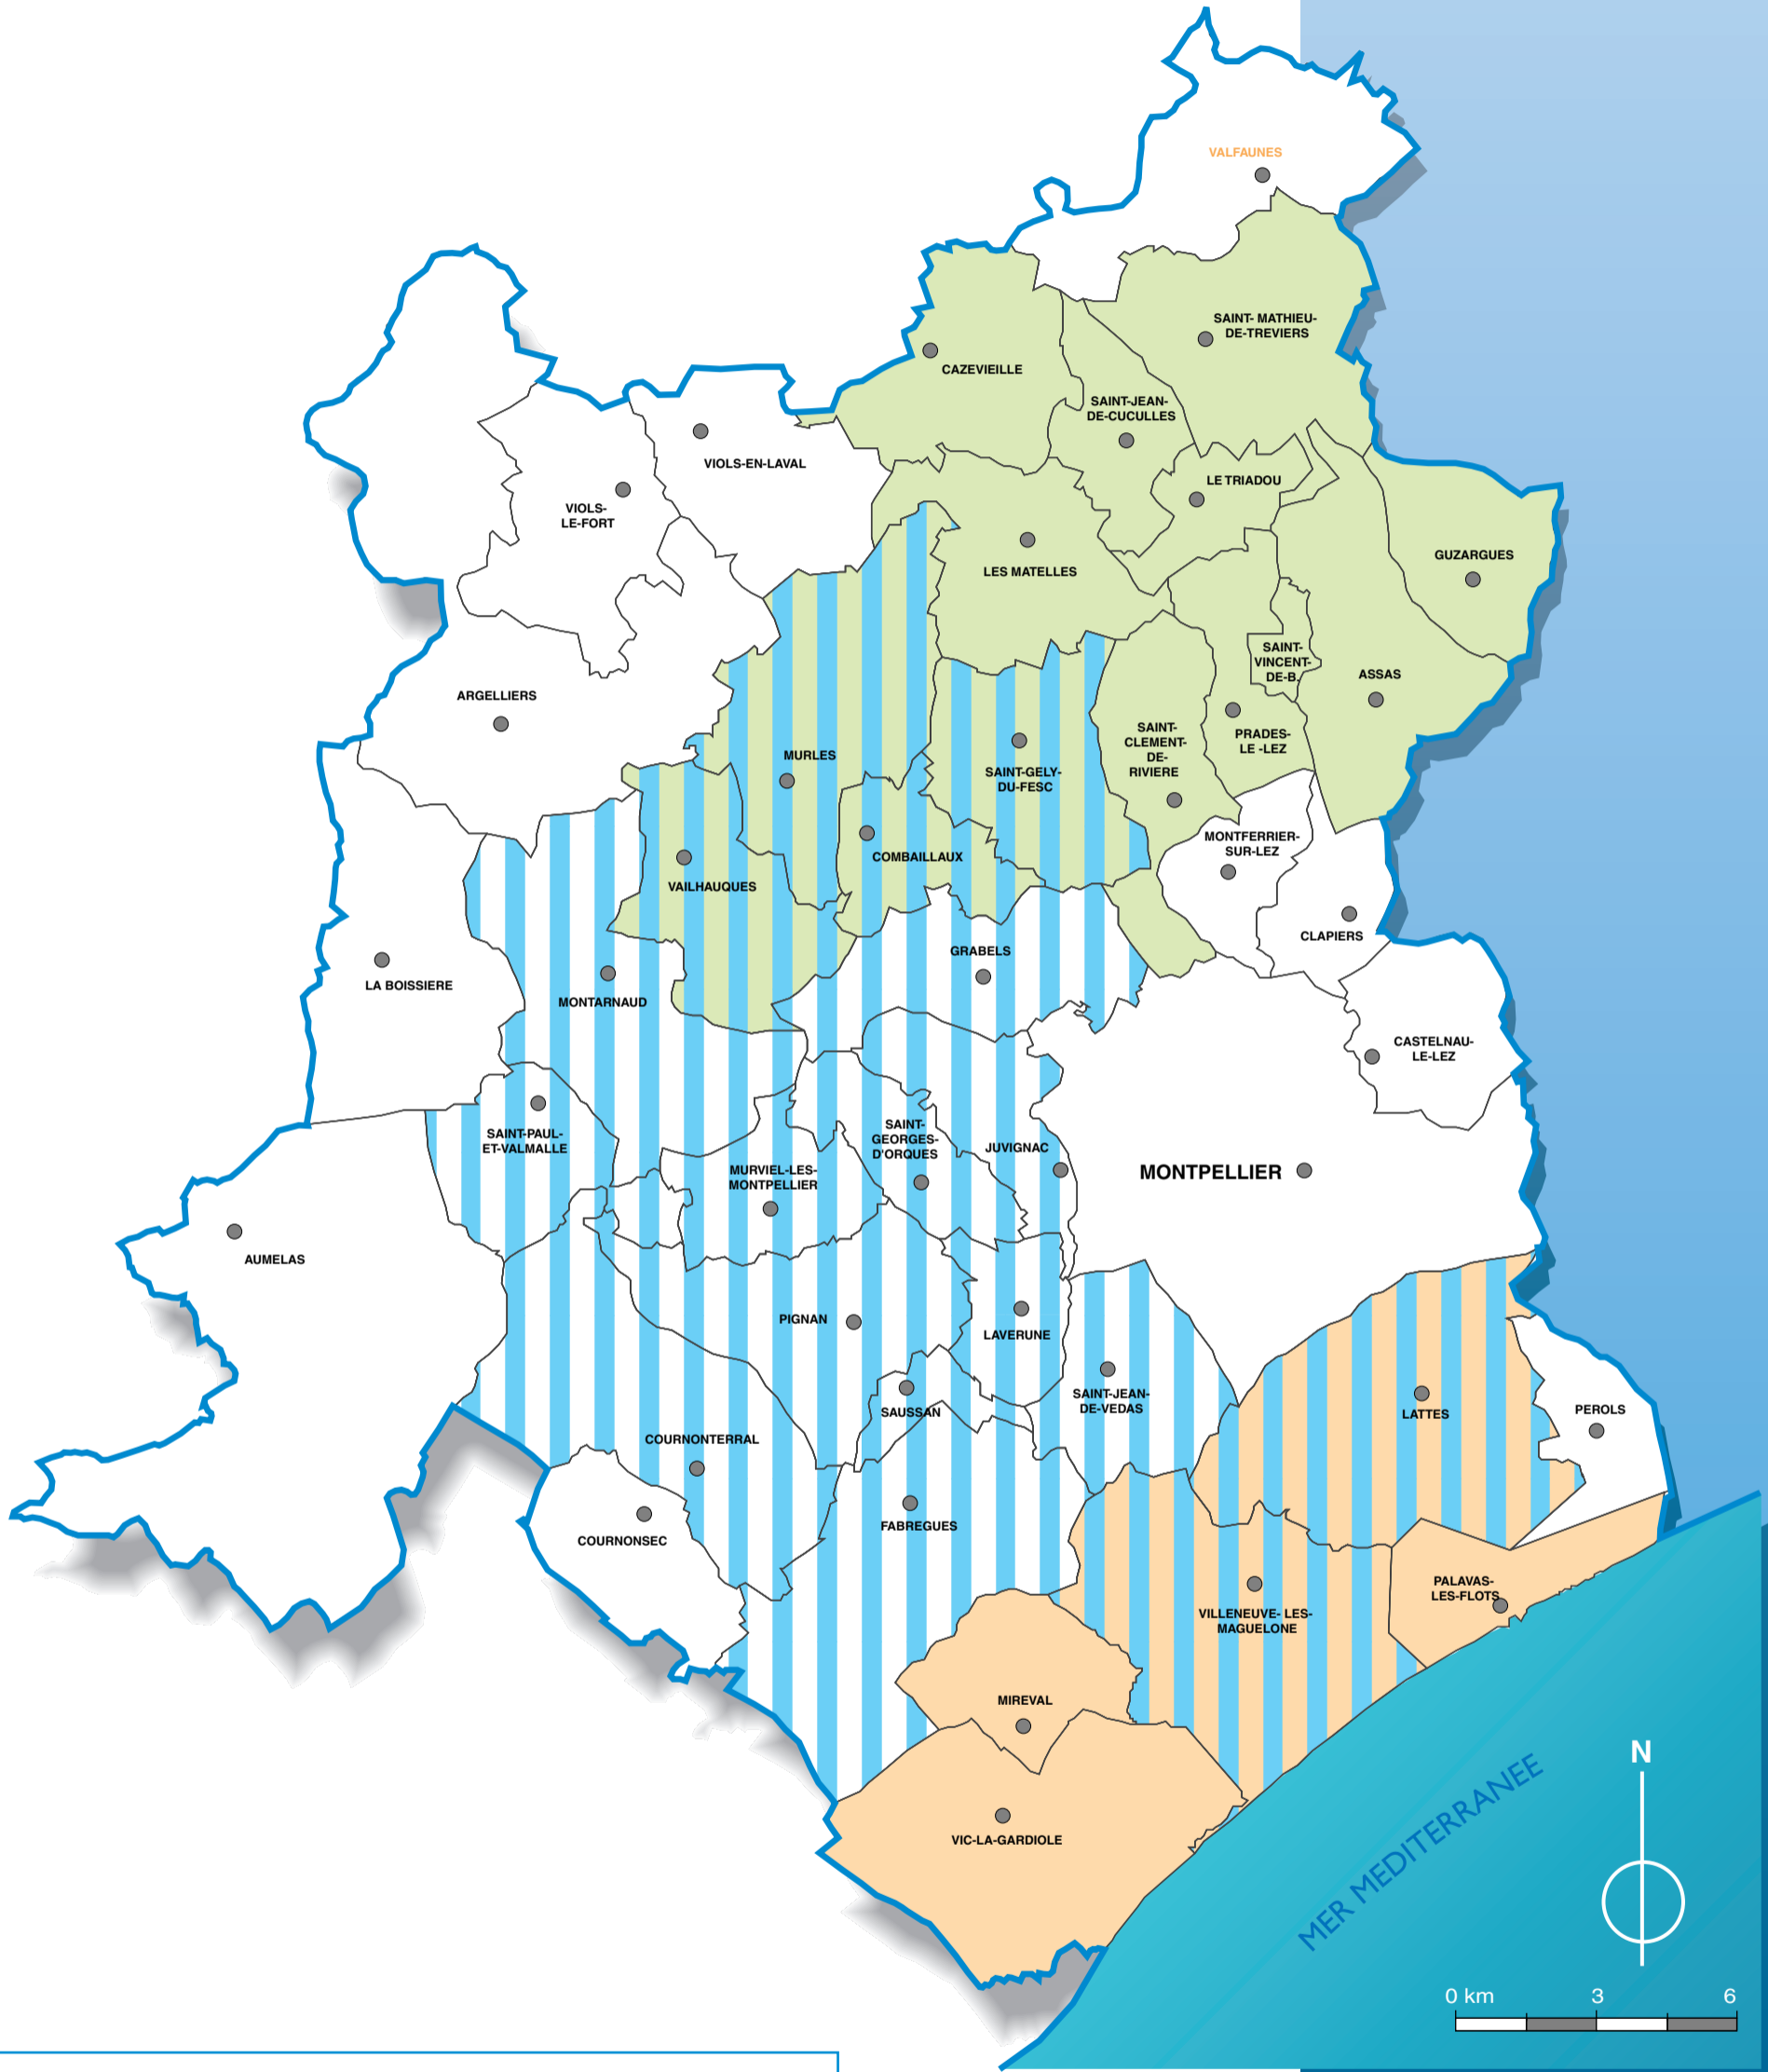 VALFAUNES
SAINT- MATHIEU-
DE-TREVIERS
CAZEVIEILLE
SAINT-JEAN-
DE-CUCULLES
VIOLS-EN-LAVAL
LE TRIADOU
VIOLS-
LE-FORT
GUZARGUES
LES MATELLES
SAINT-
VINCENT-
DE-B.
ASSAS
ARGELLIERS
SAINT-
CLEMENT-
DE-
RIVIERE
PRADES-
LE -LEZ
MURLES
SAINT-GELY-
DU-FESC
MONTFERRIER-
SUR-LEZ
COMBAILLAUX
VAILHAUQUES
CLAPIERS
GRABELS
LA BOISSIERE
MONTARNAUD
CASTELNAU-
LE-LEZ
SAINT-PAUL-
ET-VALMALLE
SAINT-
GEORGES-
D'ORQUES
JUVIGNAC
MURVIEL-LES-
MONTPELLIER
MONTPELLIER
AUMELAS
PIGNAN
LAVERUNE
SAINT-JEAN-
DE-VEDAS
SAUSSAN
LATTES
PEROLS
COURNONTERRAL
FABREGUES
COURNONSEC
PALAVAS-
LES-FLOTS
VILLENEUVE- LES-
MAGUELONE
MIREVAL
VIC-LA-GARDIOLE
MER MEDITERRANEE
N
0 km 3 6